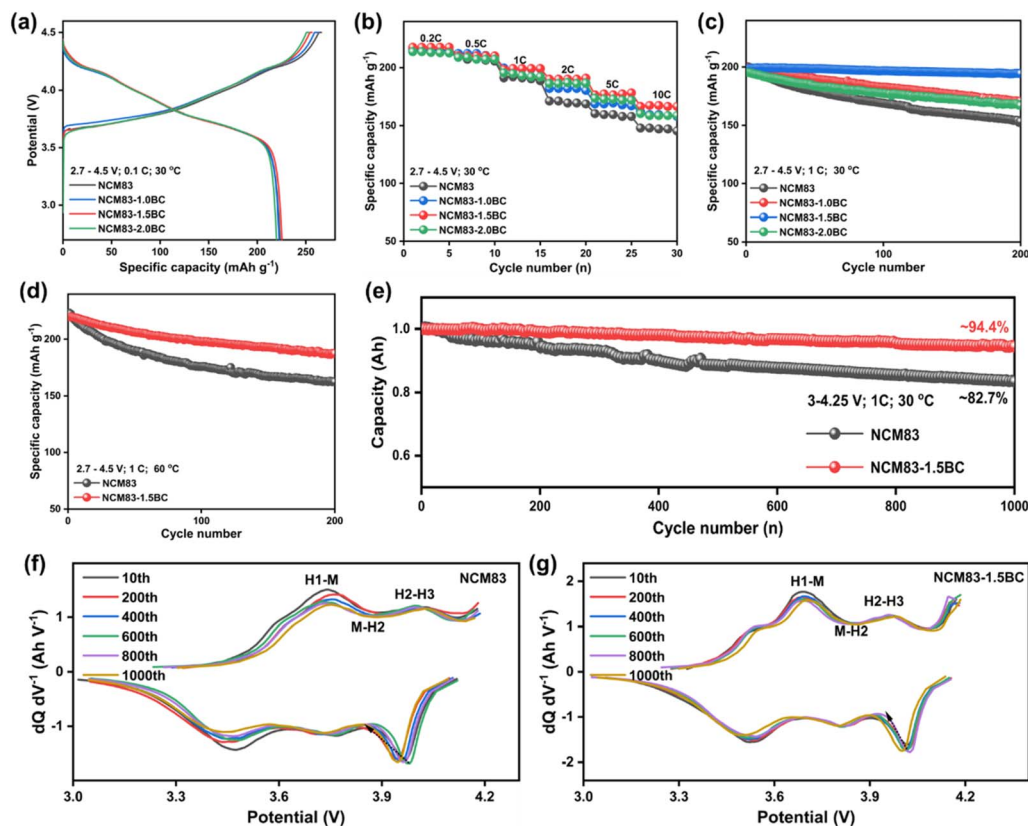 (a)
4.5
4.0
3.5
3.0
Potential (V)
2.7 - 4.5 V; 0.1 C; 30 °C
NCM83
NCM83-1.0BC
NCM83-1.5BC
NCM83-2.0BC
0 50 100 150 200 250
Specific capacity (mAh g⁻¹)
(b)
200
150
100
50
Specific capacity (mAh g⁻¹)
0.2C
0.5C
1C
2C
5C
10C
2.7 - 4.5 V; 30 °C
NCM83
NCM83-1.0BC
NCM83-1.5BC
NCM83-2.0BC
0 5 10 15 20 25 30
Cycle number (n)
(c)
200
150
100
50
Specific capacity (mAh g⁻¹)
2.7 - 4.5 V; 1 C; 30 °C
NCM83
NCM83-1.0BC
NCM83-1.5BC
NCM83-2.0BC
0 100 200
Cycle number
(d)
200
150
100
50
Specific capacity (mAh g⁻¹)
2.7 - 4.5 V; 1 C; 60 °C
NCM83
NCM83-1.5BC
0 100 200
Cycle number
(e)
1.0
0.8
0.6
Capacity (Ah)
~94.4%
3-4.25 V; 1C; 30 °C
~82.7%
NCM83
NCM83-1.5BC
0 200 400 600 800 1000
Cycle number (n)
(f)
1
0
-1
-2
dQ dV⁻¹ (Ah V⁻¹)
10th
200th
400th
600th
800th
1000th
H1-M
M-H2
H2-H3
NCM83
3.0 3.3 3.6 3.9 4.2
Potential (V)
(g)
2
1
0
-1
-2
dQ dV⁻¹ (Ah V⁻¹)
10th
200th
400th
600th
800th
1000th
H1-M
M-H2
H2-H3
NCM83-1.5BC
3.0 3.3 3.6 3.9 4.2
Potential (V)